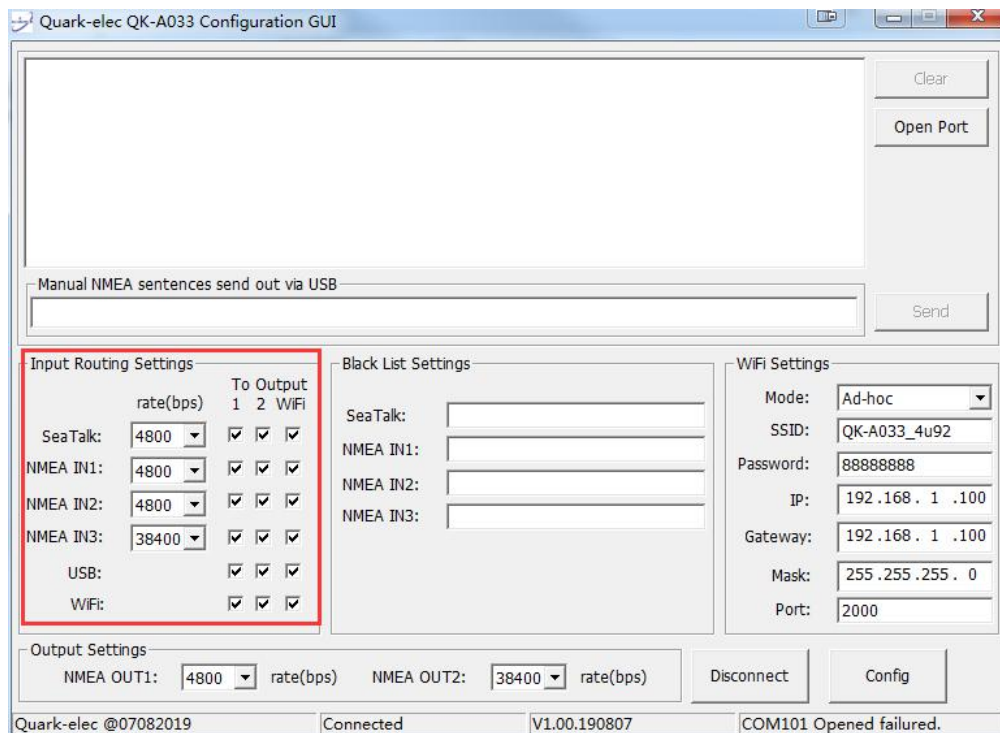 Quark-elec QK-A033 Configuration GUI
Clear
Open Port
Manual NMEA sentences send out via USB
Send
Input Routing Settings
To Output
rate(bps) 1 2 WiFi
SeaTalk: 4800
NMEA IN1: 4800
NMEA IN2: 4800
NMEA IN3: 38400
USB:
WiFi:
Black List Settings
SeaTalk:
NMEA IN1:
NMEA IN2:
NMEA IN3:
WiFi Settings
Mode: Ad-hoc
SSID: QK-A033_4u92
Password: 88888888
IP: 192.168. 1 .100
Gateway: 192.168. 1 .100
Mask: 255.255.255. 0
Port: 2000
Output Settings
NMEA OUT1: 4800 rate(bps) NMEA OUT2: 38400 rate(bps)
Disconnect
Config
Quark-elec @07082019 Connected V1.00.190807 COM101 Opened failured.